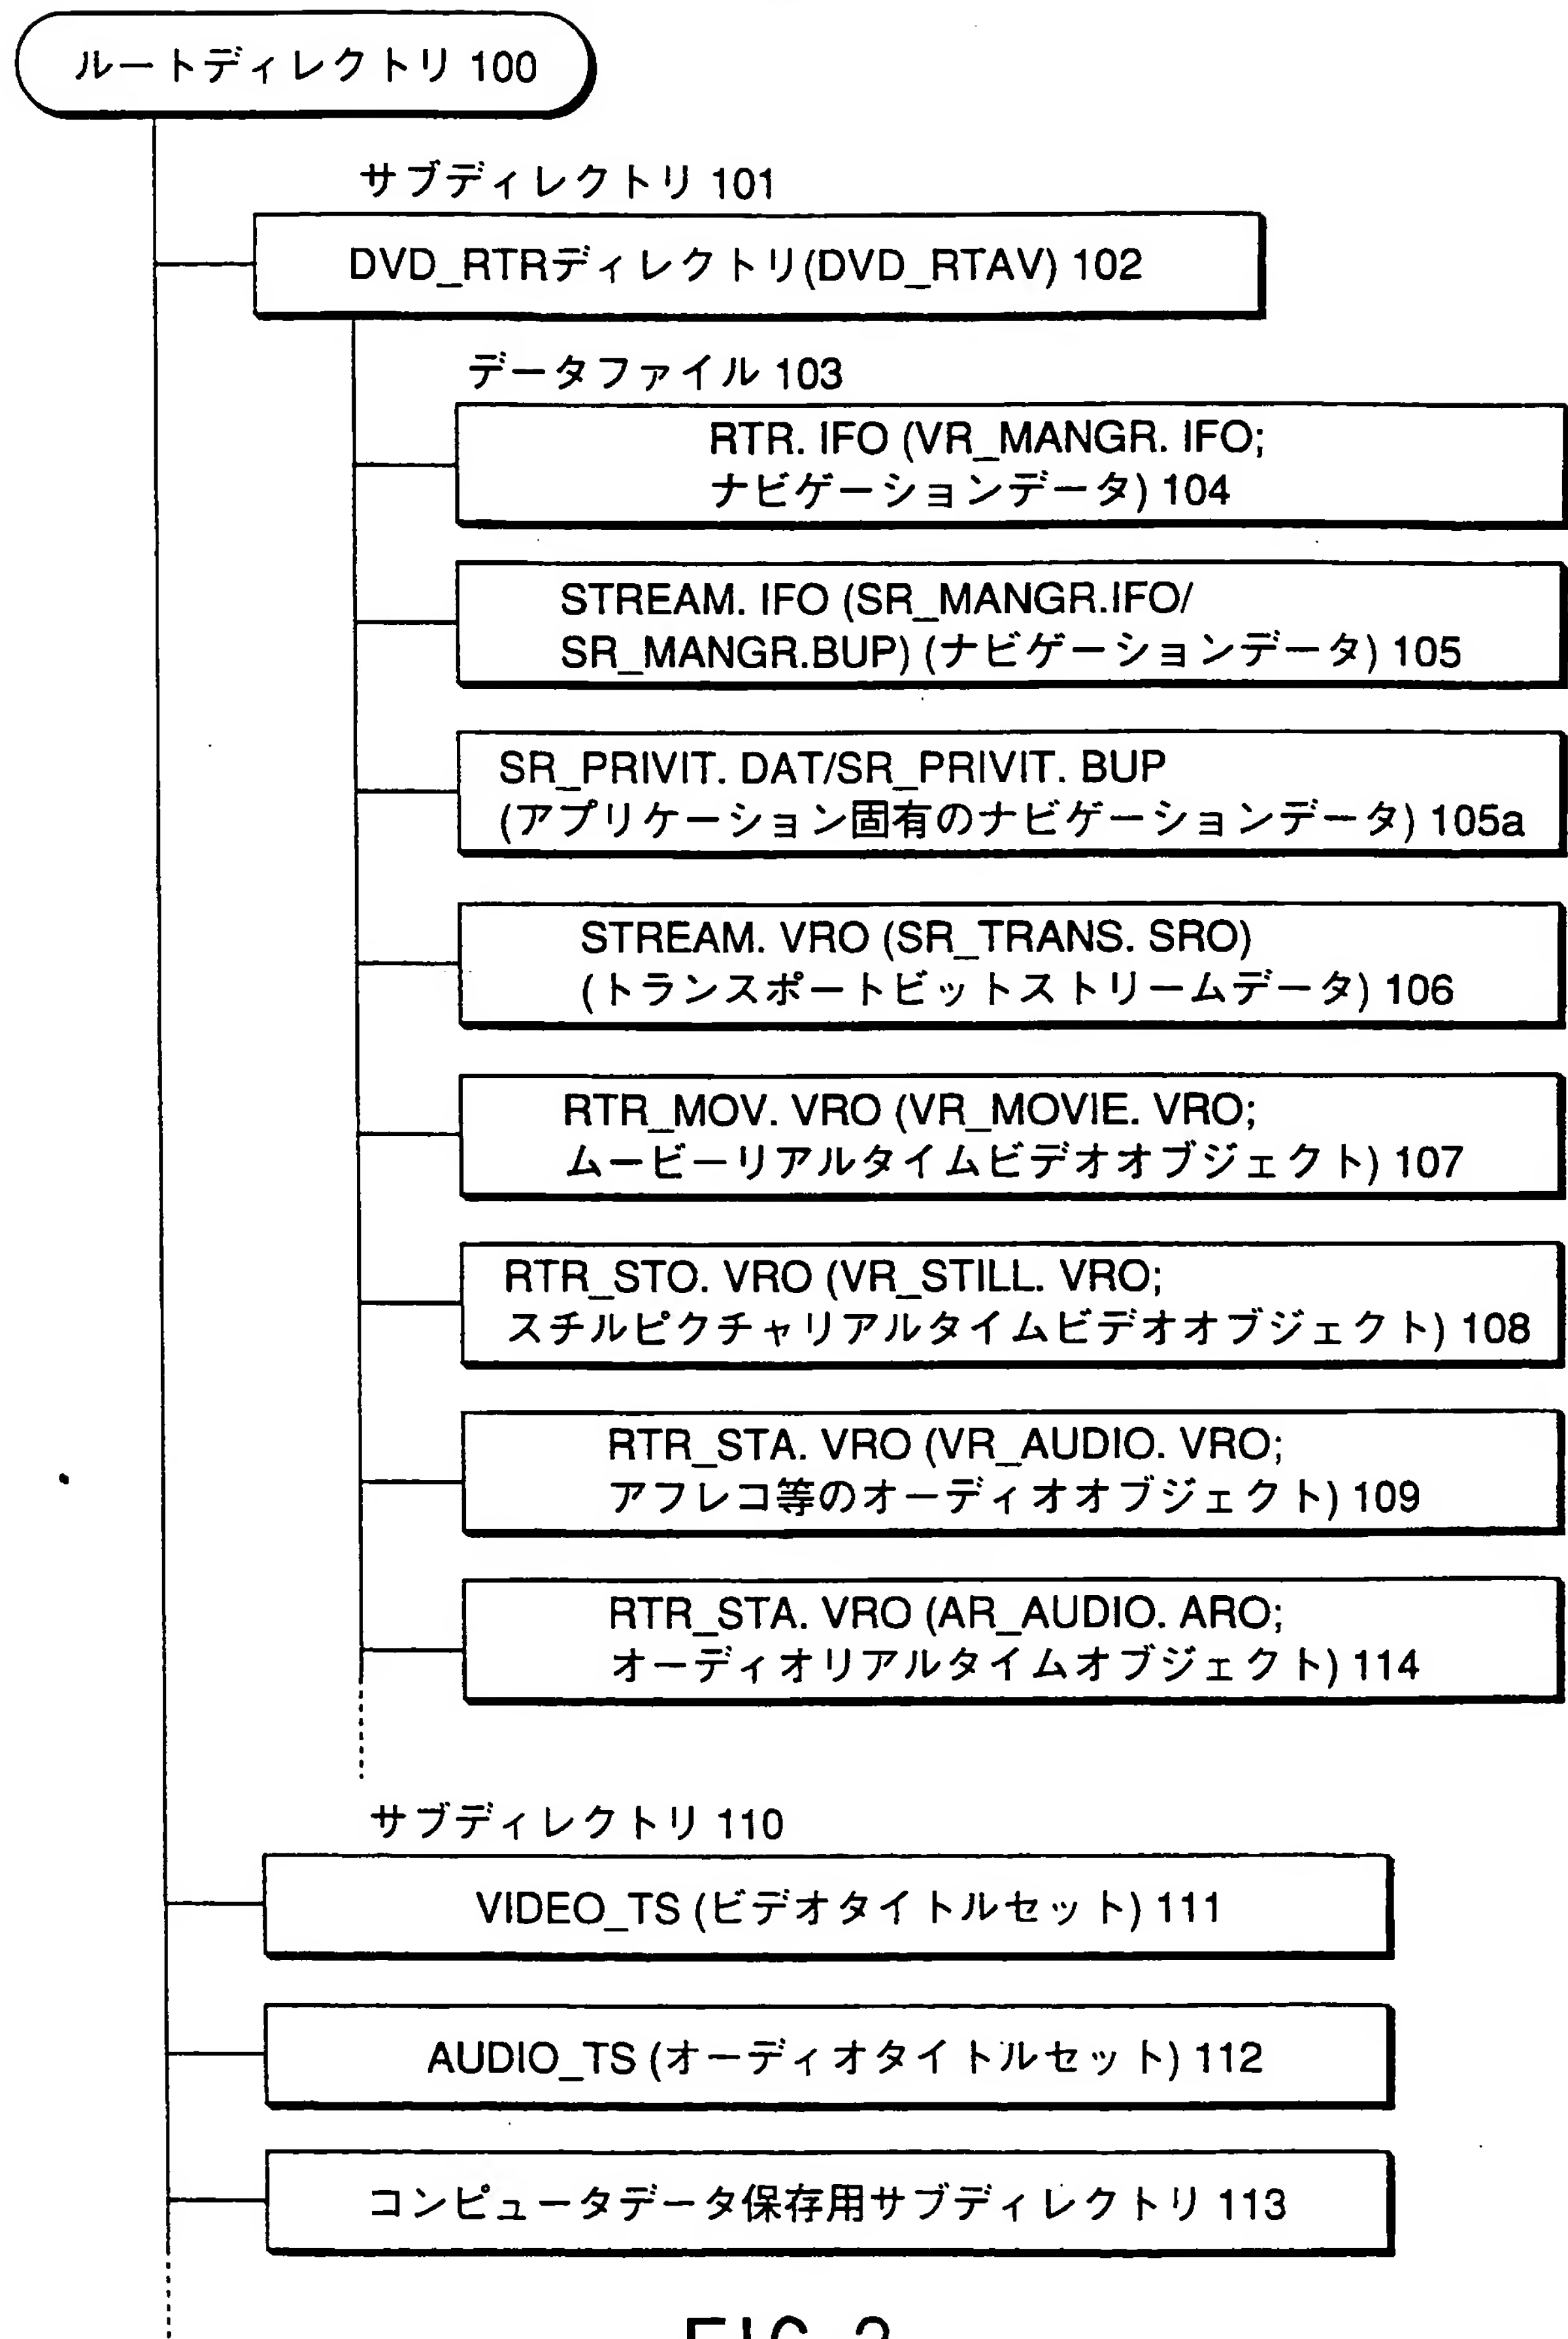 ルートディレクトリ 100
サブディレクトリ 101
DVD_RTRディレクトリ(DVD_RTAV) 102
データファイル 103
RTR. IFO (VR_MANGR. IFO;
ナビゲーションデータ) 104
STREAM. IFO (SR_MANGR.IFO/
SR_MANGR.BUP) (ナビゲーションデータ) 105
SR_PRIVIT. DAT/SR_PRIVIT. BUP
(アプリケーション固有のナビゲーションデータ) 105a
STREAM. VRO (SR_TRANS. SRO)
(トランスポートビットストリームデータ) 106
RTR_MOV. VRO (VR_MOVIE. VRO;
ムービーリアルタイムビデオオブジェクト) 107
RTR_STO. VRO (VR_STILL. VRO;
スチルピクチャリアルタイムビデオオブジェクト) 108
RTR_STA. VRO (VR_AUDIO. VRO;
アフレコ等のオーディオオブジェクト) 109
RTR_STA. VRO (AR_AUDIO. ARO;
オーディオリアルタイムオブジェクト) 114
サブディレクトリ 110
VIDEO_TS (ビデオタイトルセット) 111
AUDIO_TS (オーディオタイトルセット) 112
コンピュータデータ保存用サブディレクトリ 113